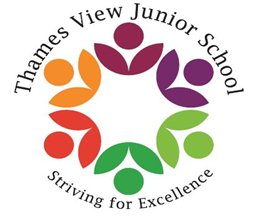 Thames View Junior School
Striving for Excellence